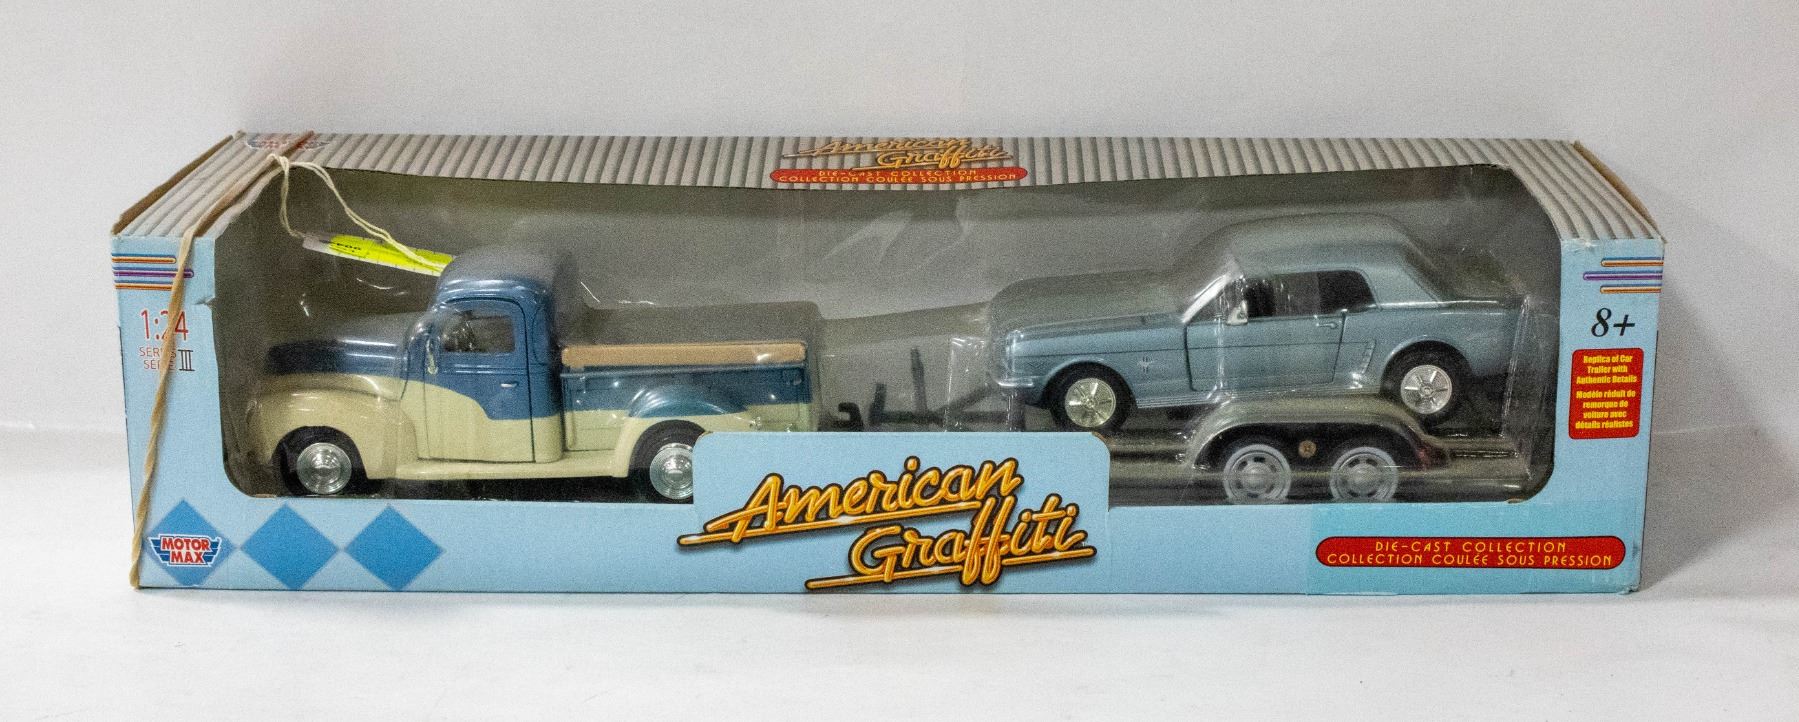 American
Graffiti
DIE-CAST COLLECTION
COLLECTION COULÉE SOUS PRESSION
1:24
SERIES
SÉRIE III
8+
Replica of Car
Trailer with
Authentic Details
Modèle réduit de
remorque de
voiture avec
détails réalistes
MOTOR
MAX
American
Graffiti
DIE-CAST COLLECTION
COLLECTION COULÉE SOUS PRESSION